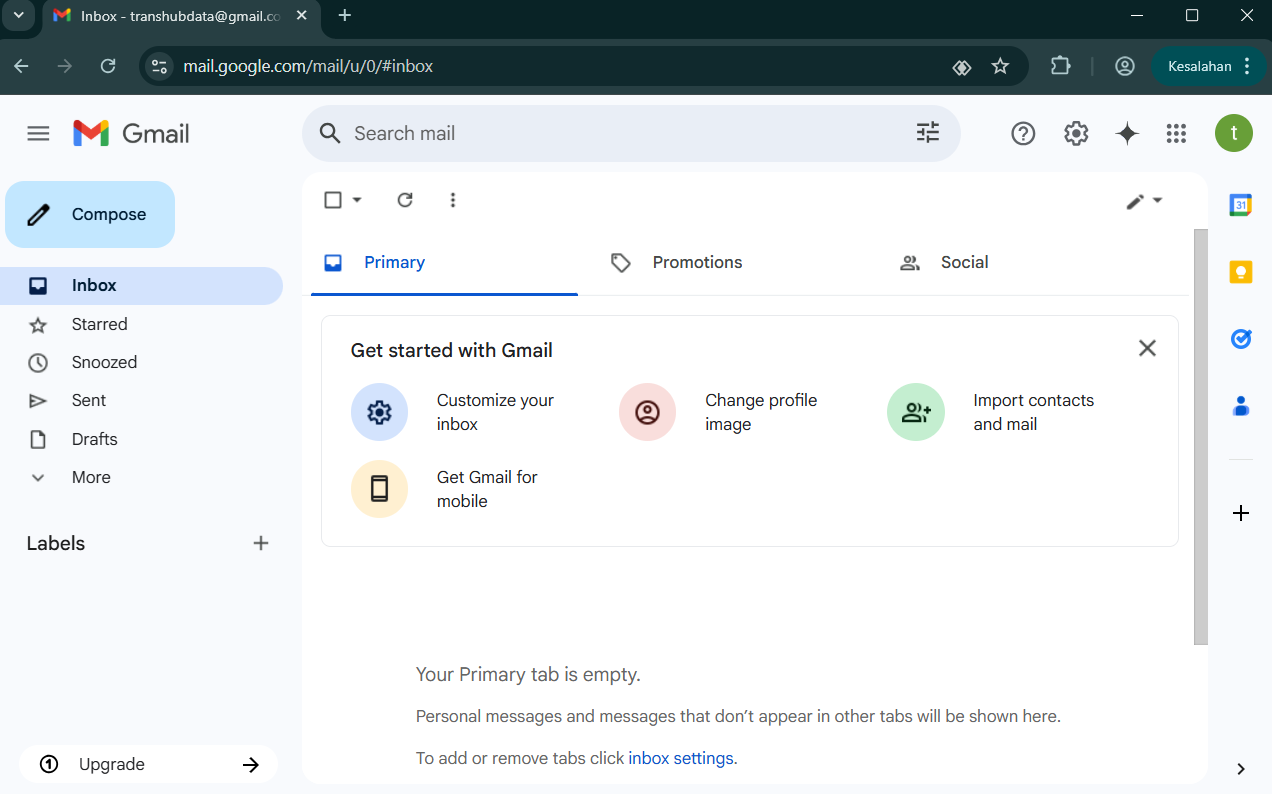 Inbox - transhubdata@gmail.co
mail.google.com/mail/u/0/#inbox
Kesalahan
Gmail
Search mail
t
Compose
Inbox
Starred
Snoozed
Sent
Drafts
More
Labels
Upgrade
Primary
Promotions
Social
Get started with Gmail
Customize your
inbox
Change profile
image
Import contacts
and mail
Get Gmail for
mobile
Your Primary tab is empty.
Personal messages and messages that don’t appear in other tabs will be shown here.
To add or remove tabs click inbox settings.
31